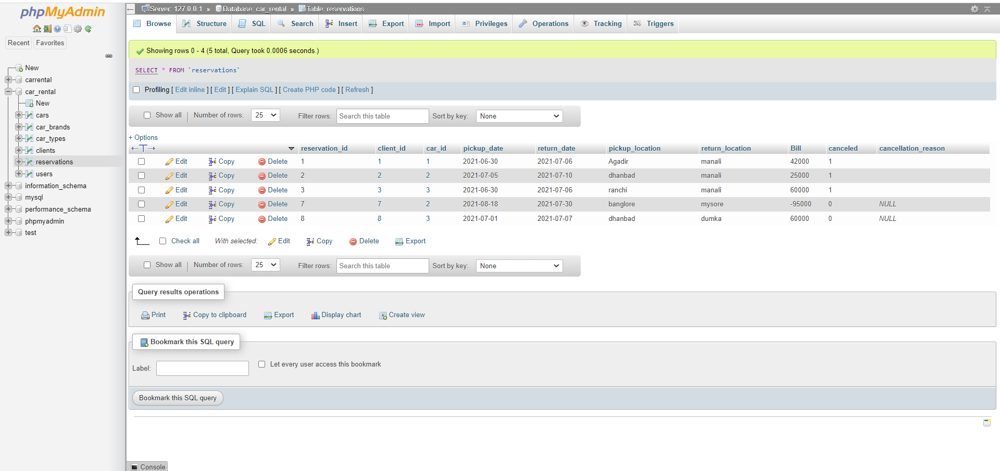 phpMyAdmin
Recent
Favorites
New
carrental
car_rental
New
cars
car_brands
car_types
clients
reservations
users
information_schema
mysql
performance_schema
phpmyadmin
test
Server: 127.0.0.1 » Database: car_rental » Table: reservations
Browse Structure SQL Search Insert Export Import Privileges Operations Tracking Triggers
Showing rows 0 - 4 (5 total, Query took 0.0006 seconds.)
SELECT * FROM `reservations`
Profiling [ Edit inline ] [ Edit ] [ Explain SQL ] [ Create PHP code ] [ Refresh ]
Show all | Number of rows: 25 Filter rows: Search this table Sort by key: None
+ Options
←T→ reservation_id client_id car_id pickup_date return_date pickup_location return_location Bill canceled cancellation_reason
Edit Copy Delete 1 1 1 2021-06-30 2021-07-06 Agadir manali 42000 1
Edit Copy Delete 2 2 2 2021-07-05 2021-07-10 dhanbad manali 25000 1
Edit Copy Delete 3 3 3 2021-06-30 2021-07-06 ranchi manali 60000 1
Edit Copy Delete 7 7 2 2021-08-18 2021-07-30 banglore mysore -95000 0 NULL
Edit Copy Delete 8 8 3 2021-07-01 2021-07-07 dhanbad dumka 60000 0 NULL
Check all With selected: Edit Copy Delete Export
Show all | Number of rows: 25 Filter rows: Search this table Sort by key: None
Query results operations
Print Copy to clipboard Export Display chart Create view
Bookmark this SQL query
Label: Let every user access this bookmark
Bookmark this SQL query
Console